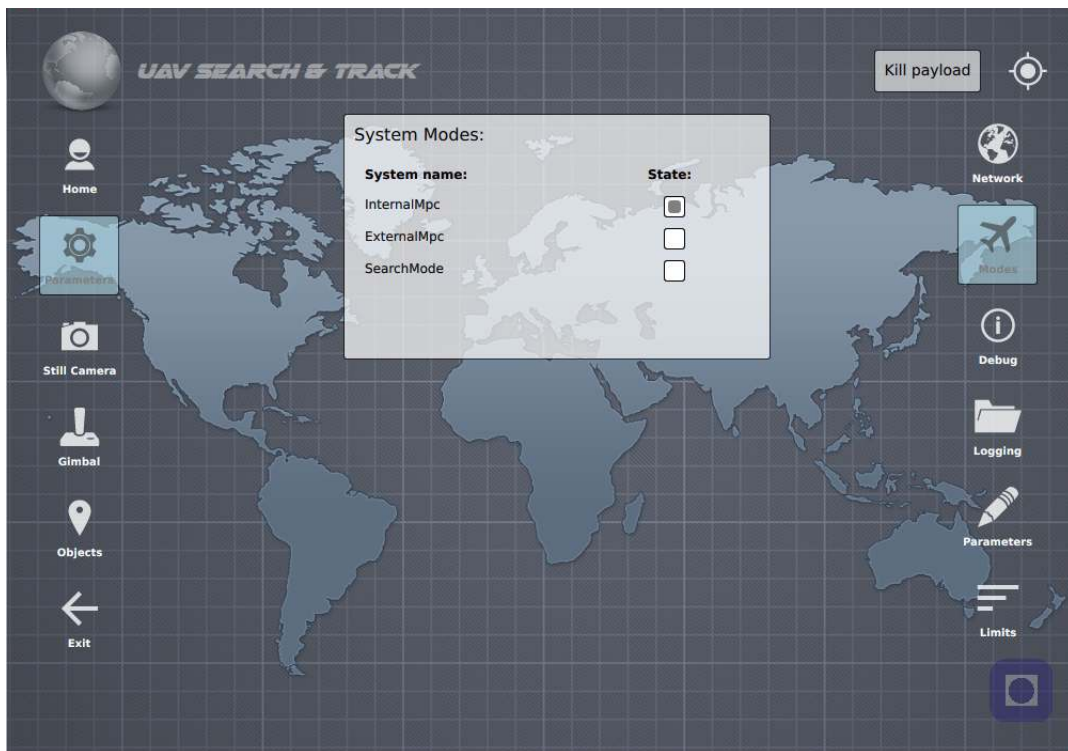 UAV SEARCH & TRACK
Kill payload
Home
Parameters
Still Camera
Gimbal
Objects
Exit
System Modes:
System name: State:
InternalMpc
ExternalMpc
SearchMode
Network
Modes
Debug
Logging
Parameters
Limits